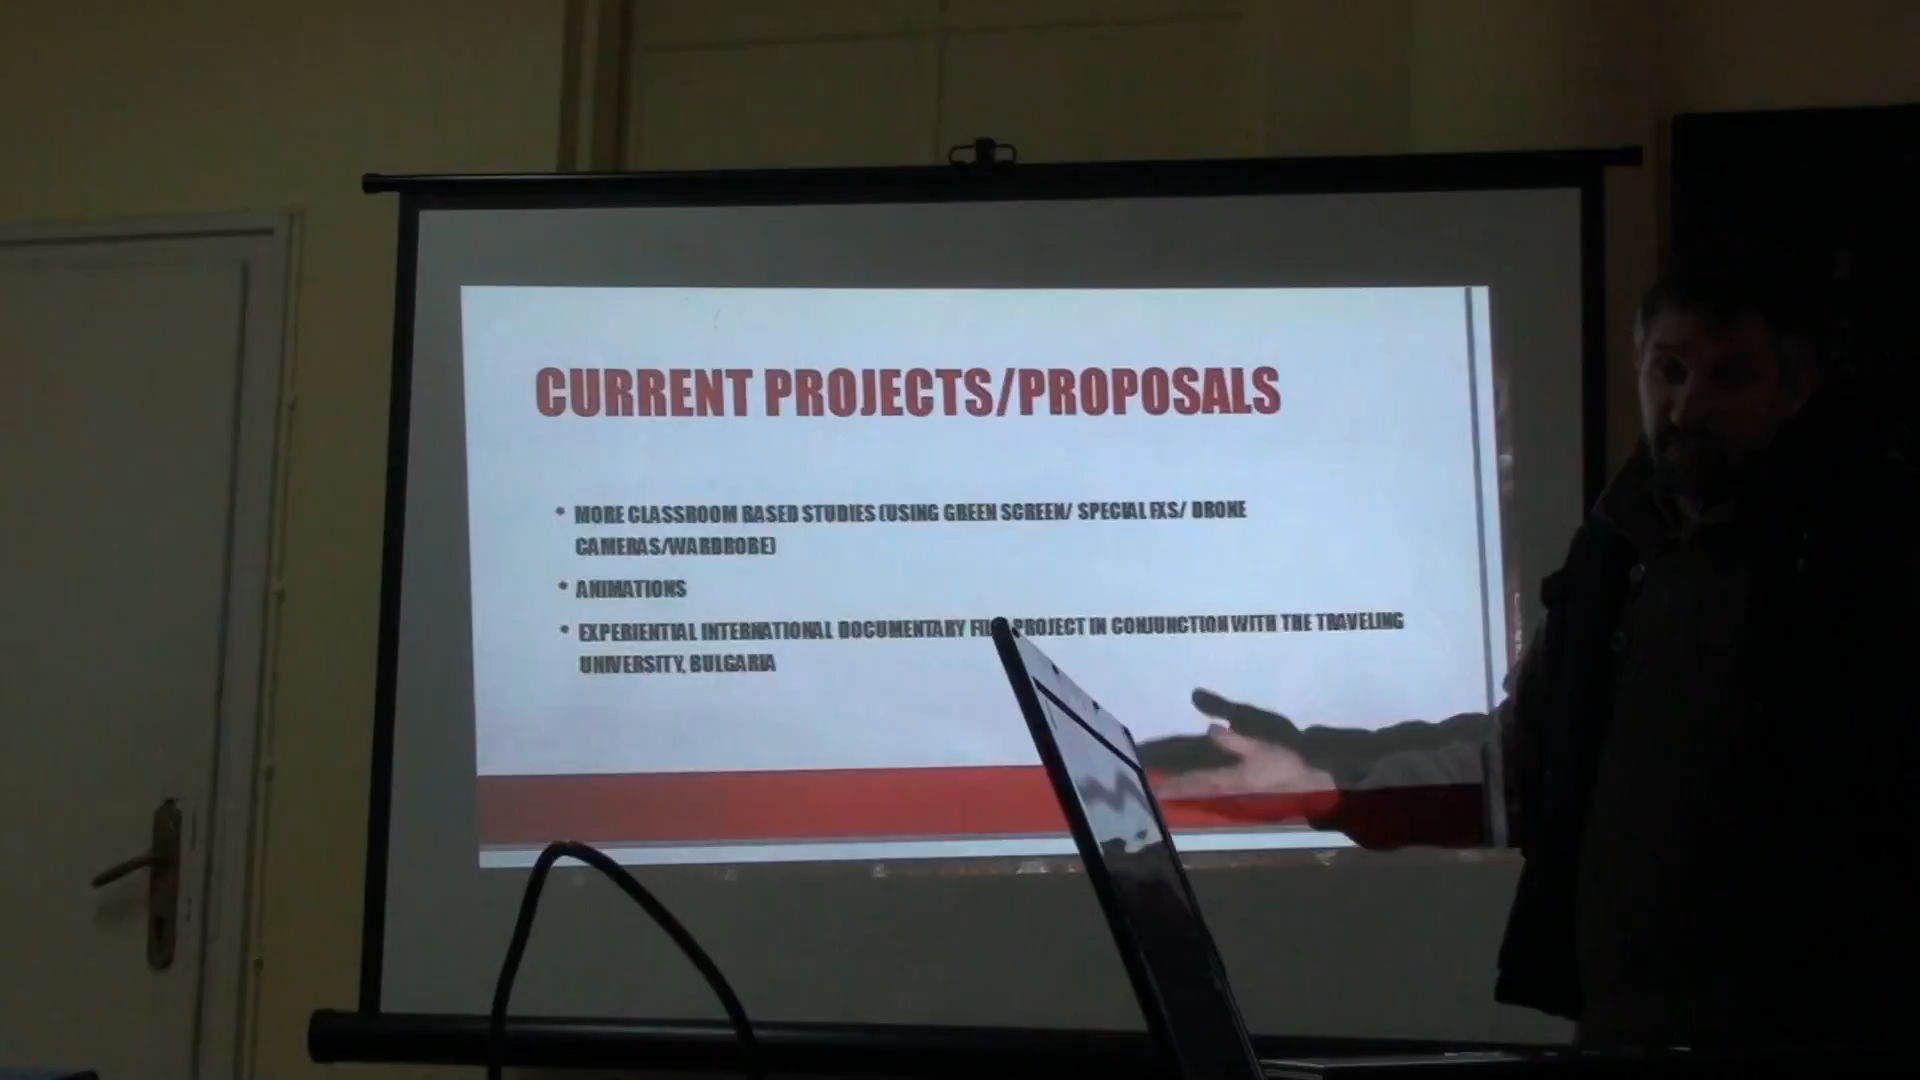 CURRENT PROJECTS/PROPOSALS
• MORE CLASSROOM BASED STUDIES (USING GREEN SCREEN/ SPECIAL FXS/ DRONE
CAMERAS/WARDROBE)
• ANIMATIONS
• EXPERIENTIAL INTERNATIONAL DOCUMENTARY PROJECT IN CONJUNCTION WITH THE TRAVELING
UNIVERSITY, BULGARIA